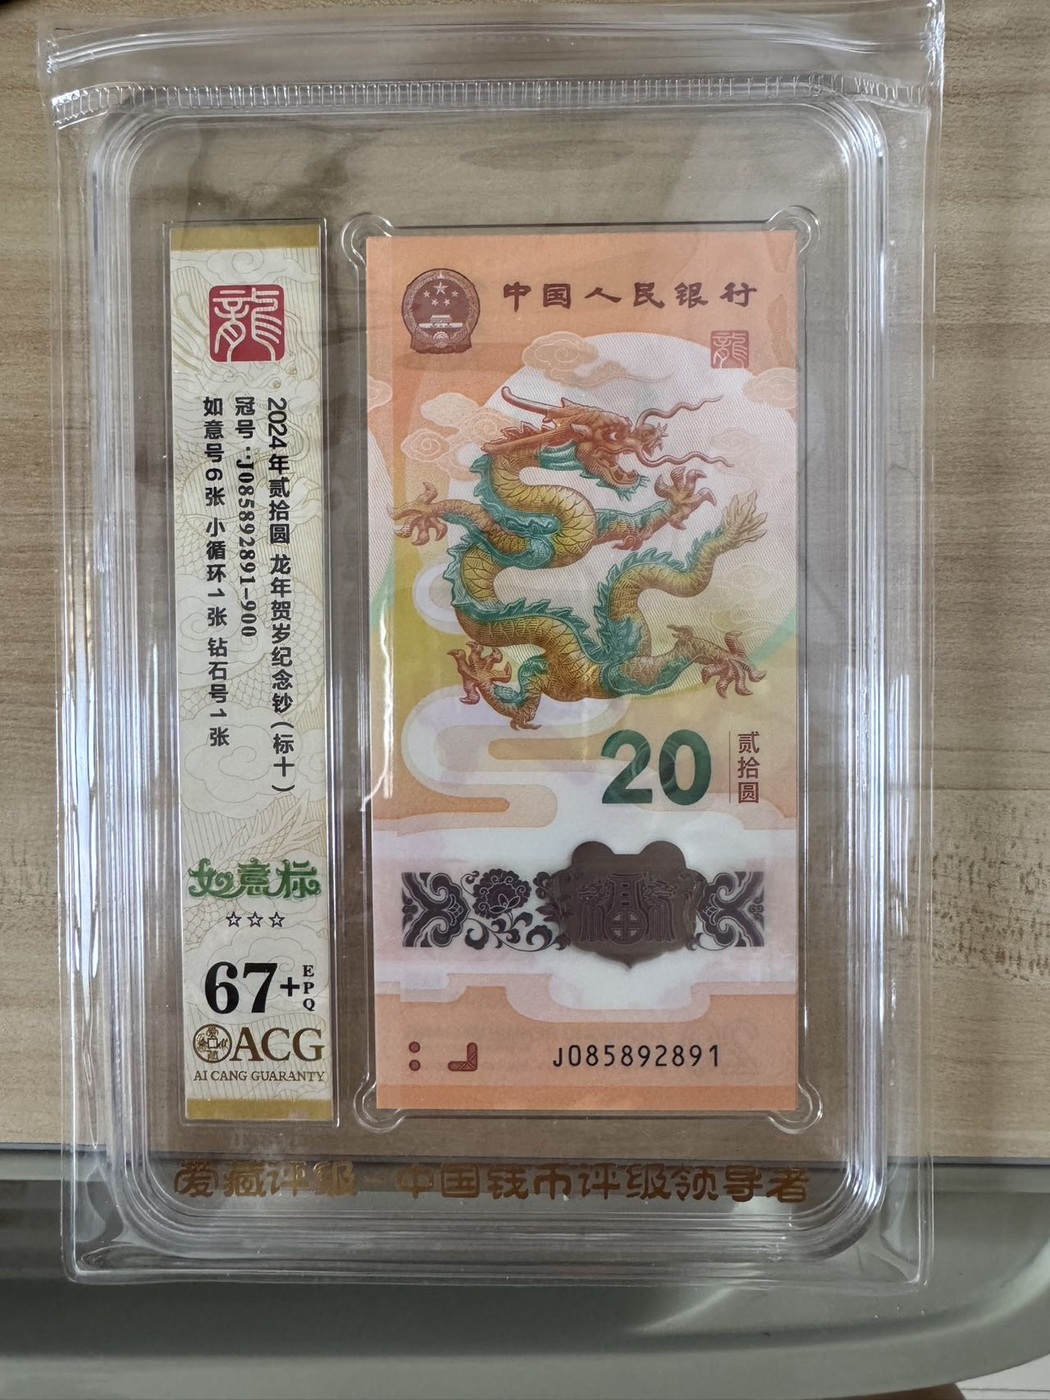 龍
2024年贰拾圆 龙年贺岁纪念钞(标十)
冠号:J085892891-900
如意号6张 小循环1张 钻石号1张
如意标
☆☆☆
67+EPQ
ACG
AI CANG GUARANTY
中国人民银行
龍
20
贰拾圆
福
J085892891
爱藏评级-中国钱币评级领导者